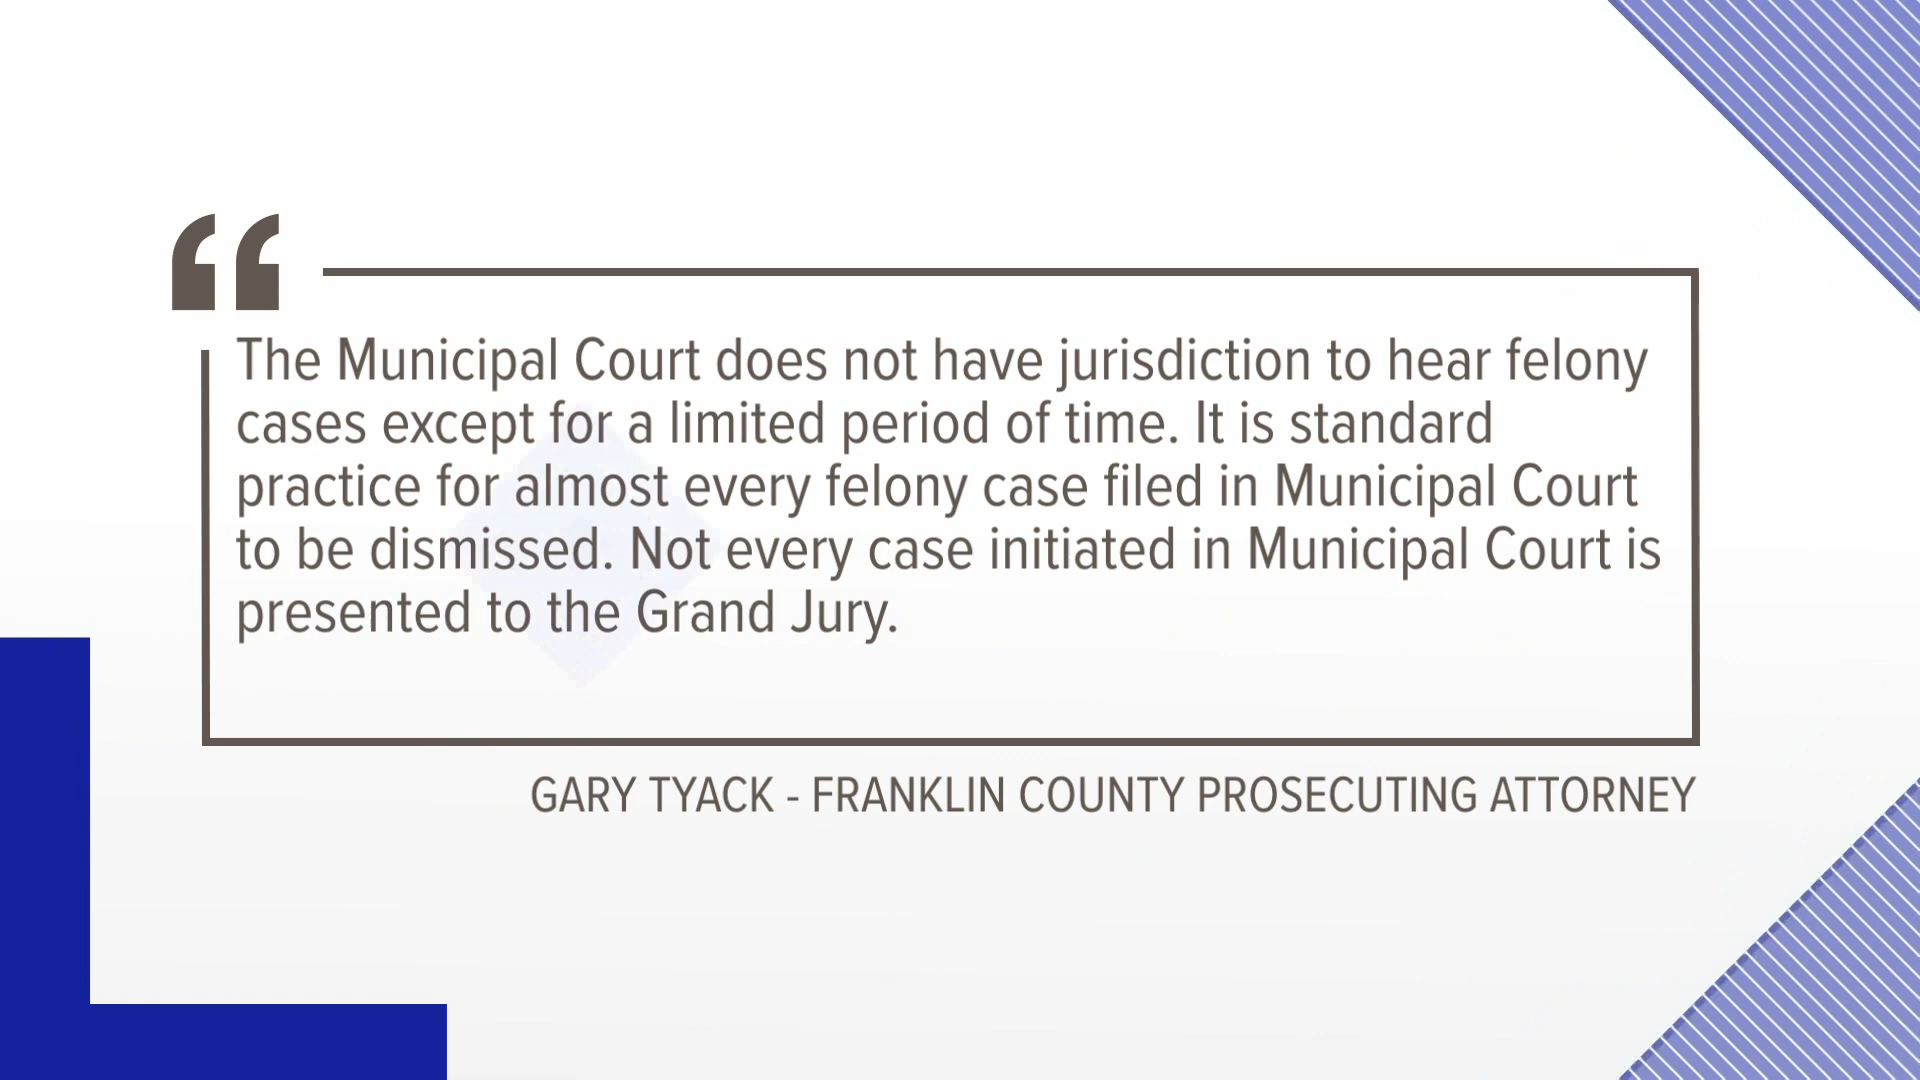 “
The Municipal Court does not have jurisdiction to hear felony
cases except for a limited period of time. It is standard
practice for almost every felony case filed in Municipal Court
to be dismissed. Not every case initiated in Municipal Court is
presented to the Grand Jury.
GARY TYACK - FRANKLIN COUNTY PROSECUTING ATTORNEY